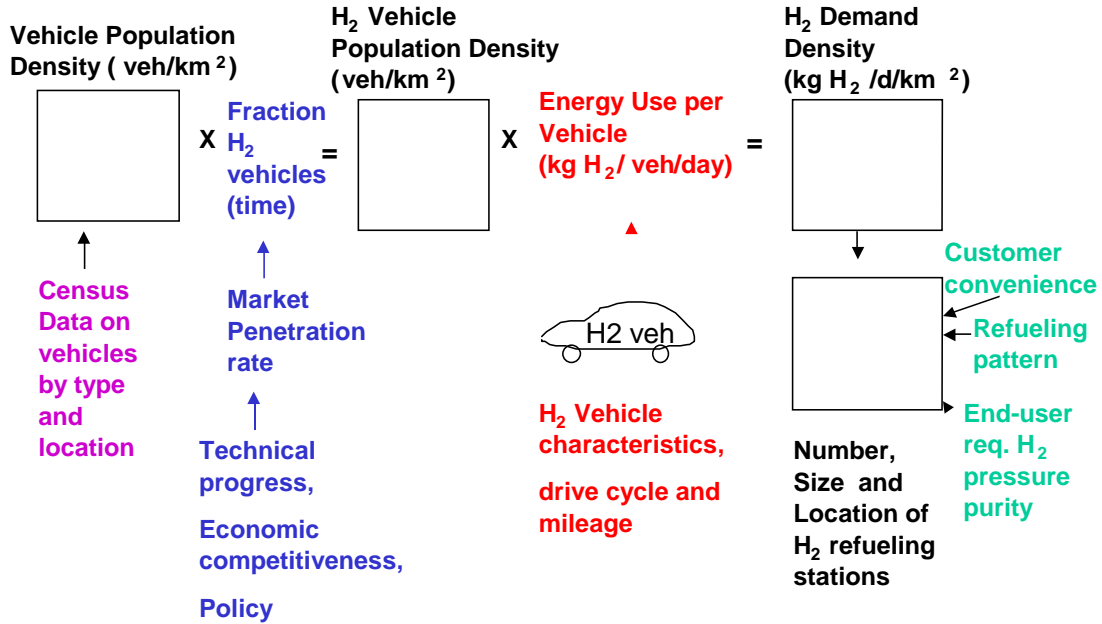 Vehicle Population
Density ( veh/km ²)
X
Fraction
H₂
vehicles
(time)
=
H₂ Vehicle
Population Density
(veh/km ²)
X
Energy Use per
Vehicle
(kg H₂/ veh/day)
=
H₂ Demand
Density
(kg H₂ /d/km ²)
Census
Data on
vehicles
by type
and
location
Market
Penetration
rate
Technical
progress,
Economic
competitiveness,
Policy
H2 veh
H₂ Vehicle
characteristics,
drive cycle and
mileage
Customer
convenience
Refueling
pattern
End-user
req. H₂
pressure
purity
Number,
Size and
Location of
H₂ refueling
stations